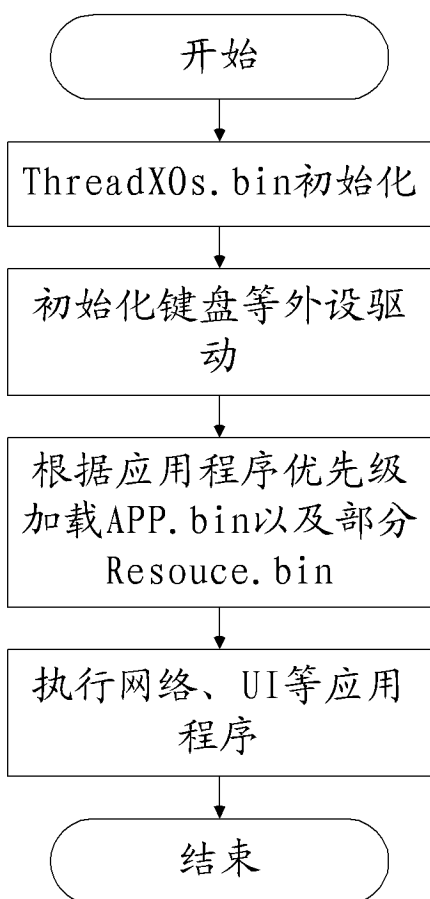 开始
ThreadXOs.bin初始化
初始化键盘等外设驱
动
根据应用程序优先级
加载APP.bin以及部分
Resouce.bin
执行网络、UI等应用
程序
结束